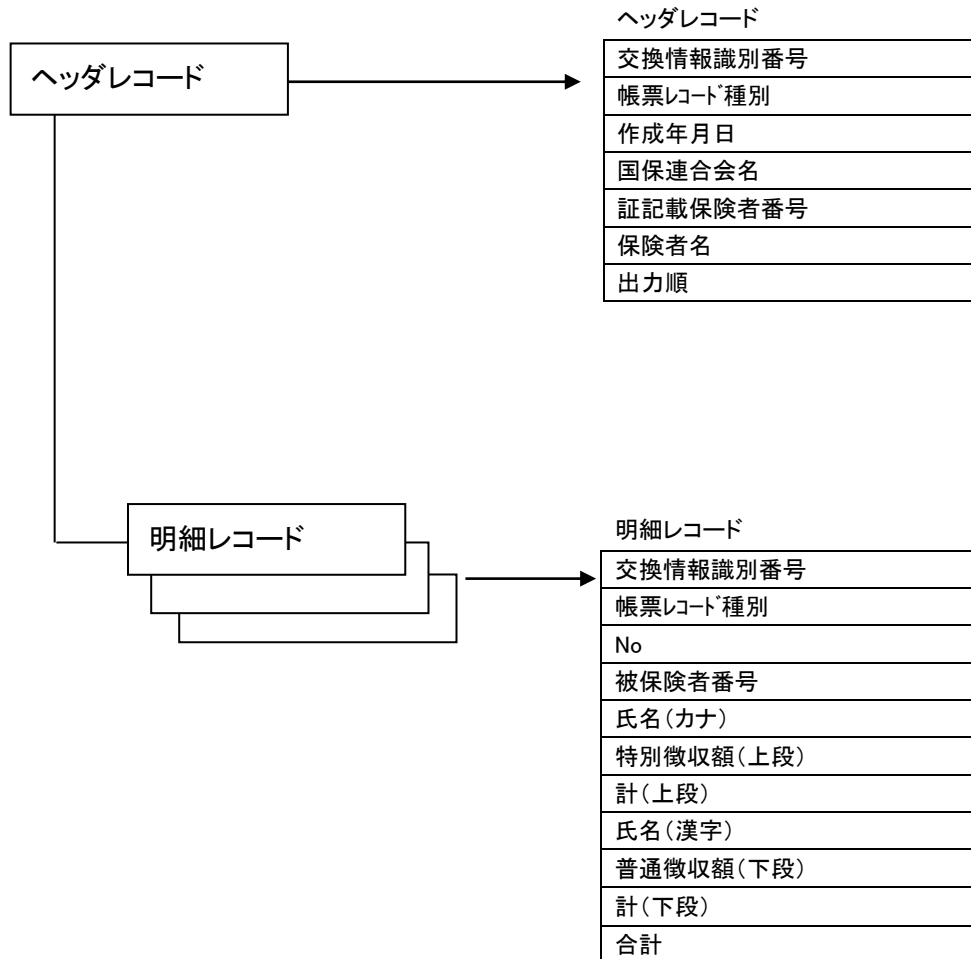 ヘッダレコード
ヘッダレコード
交換情報識別番号
帳票ﾚｺｰﾄﾞ種別
作成年月日
国保連合会名
証記載保険者番号
保険者名
出力順
明細レコード
明細レコード
交換情報識別番号
帳票ﾚｺｰﾄﾞ種別
No
被保険者番号
氏名(カナ)
特別徴収額(上段)
計(上段)
氏名(漢字)
普通徴収額(下段)
計(下段)
合計